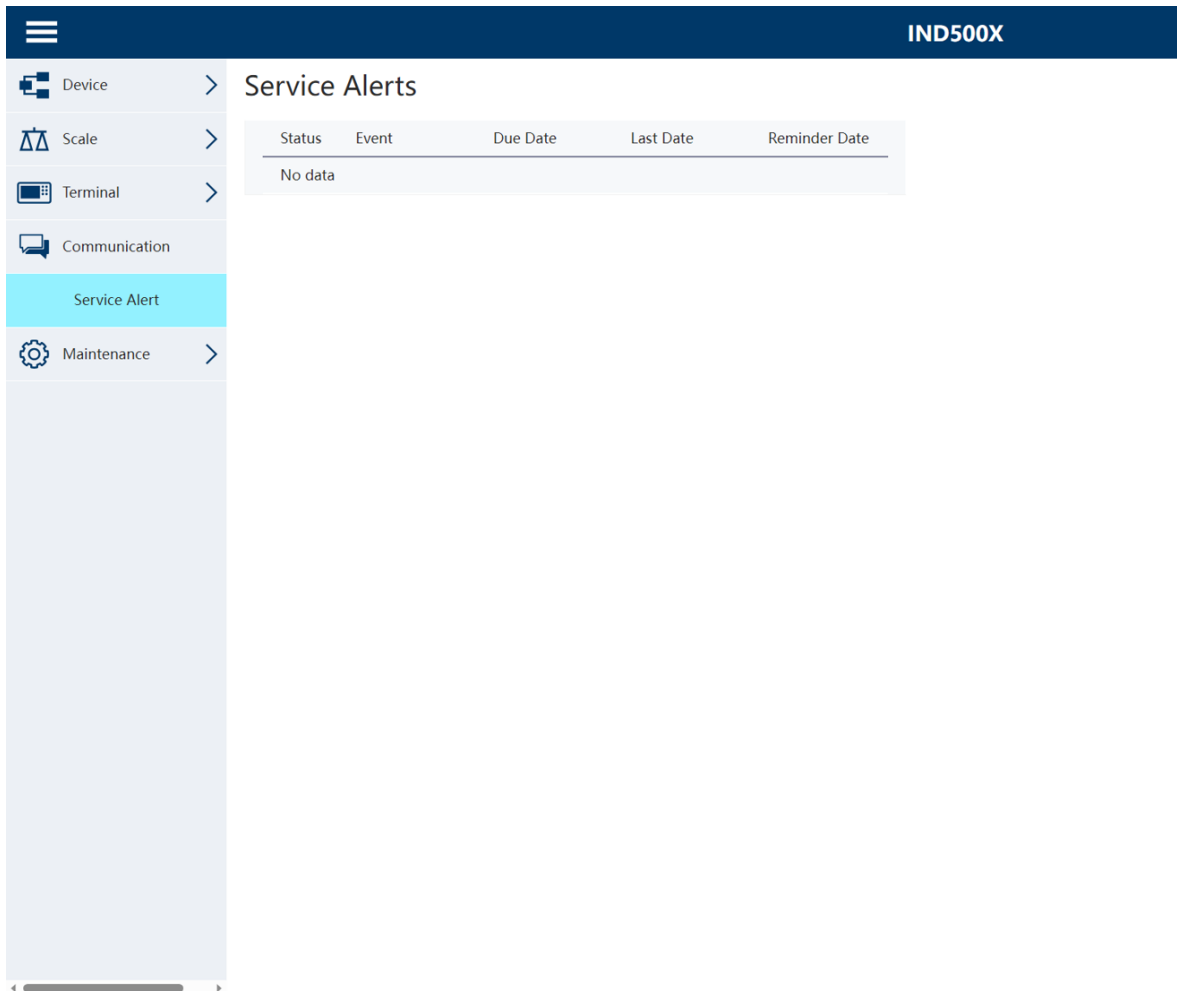 IND500X
Device
Scale
Terminal
Communication
Service Alert
Maintenance
Service Alerts
Status Event Due Date Last Date Reminder Date
No data